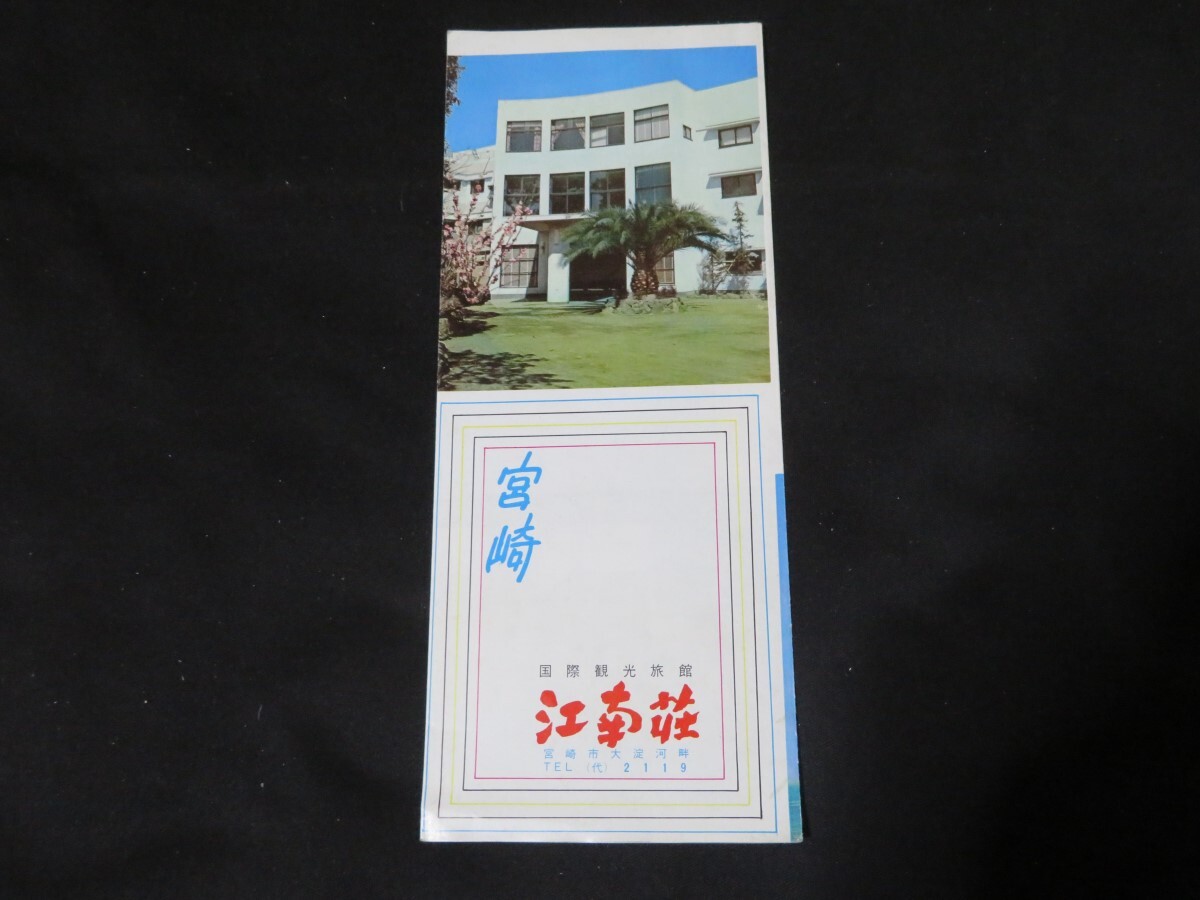 宮崎
国際観光旅館
江南荘
宮崎市大淀河畔
TEL (代) 2119